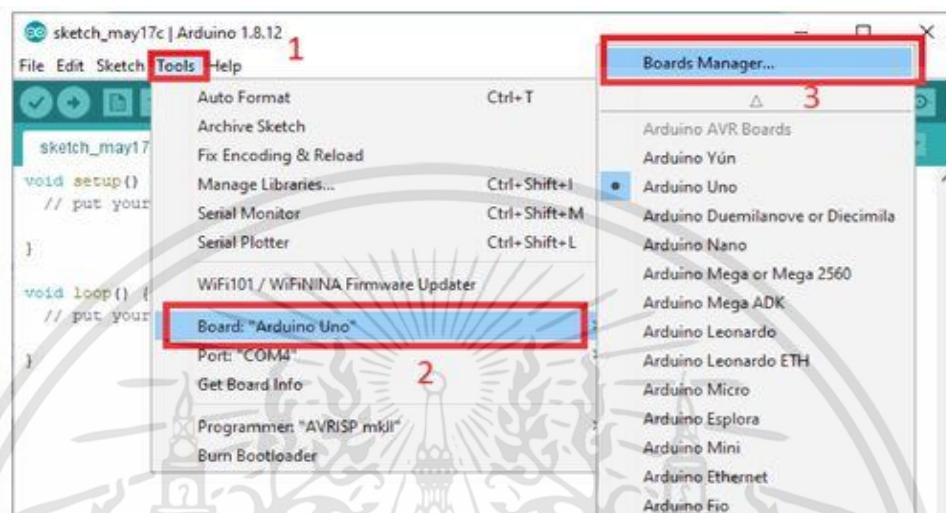 sketch_may17c | Arduino 1.8.12
1
File Edit Sketch Tools Help
sketch_may17
void setup()
// put your
}
void loop() {
// put your
}
Auto Format Ctrl+T
Archive Sketch
Fix Encoding & Reload
Manage Libraries... Ctrl+Shift+I
Serial Monitor Ctrl+Shift+M
Serial Plotter Ctrl+Shift+L
WiFi101 / WiFiNINA Firmware Updater
Board: "Arduino Uno"
Port: "COM4"
2
Get Board Info
Programmer: "AVRISP mkII"
Burn Bootloader
Boards Manager...
3
Arduino AVR Boards
Arduino Yún
Arduino Uno
Arduino Duemilanove or Diecimila
Arduino Nano
Arduino Mega or Mega 2560
Arduino Mega ADK
Arduino Leonardo
Arduino Leonardo ETH
Arduino Micro
Arduino Esplora
Arduino Mini
Arduino Ethernet
Arduino Fio